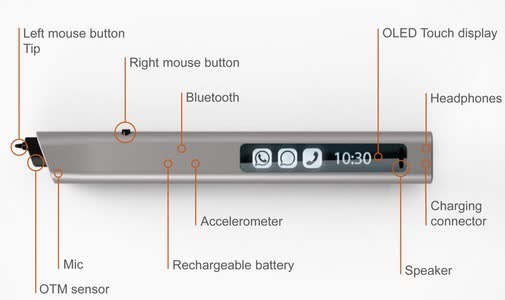 Left mouse button
Tip
OLED Touch display
Right mouse button
Bluetooth
Headphones
10:30
Accelerometer
Charging
connector
Mic
Rechargeable battery
Speaker
OTM sensor